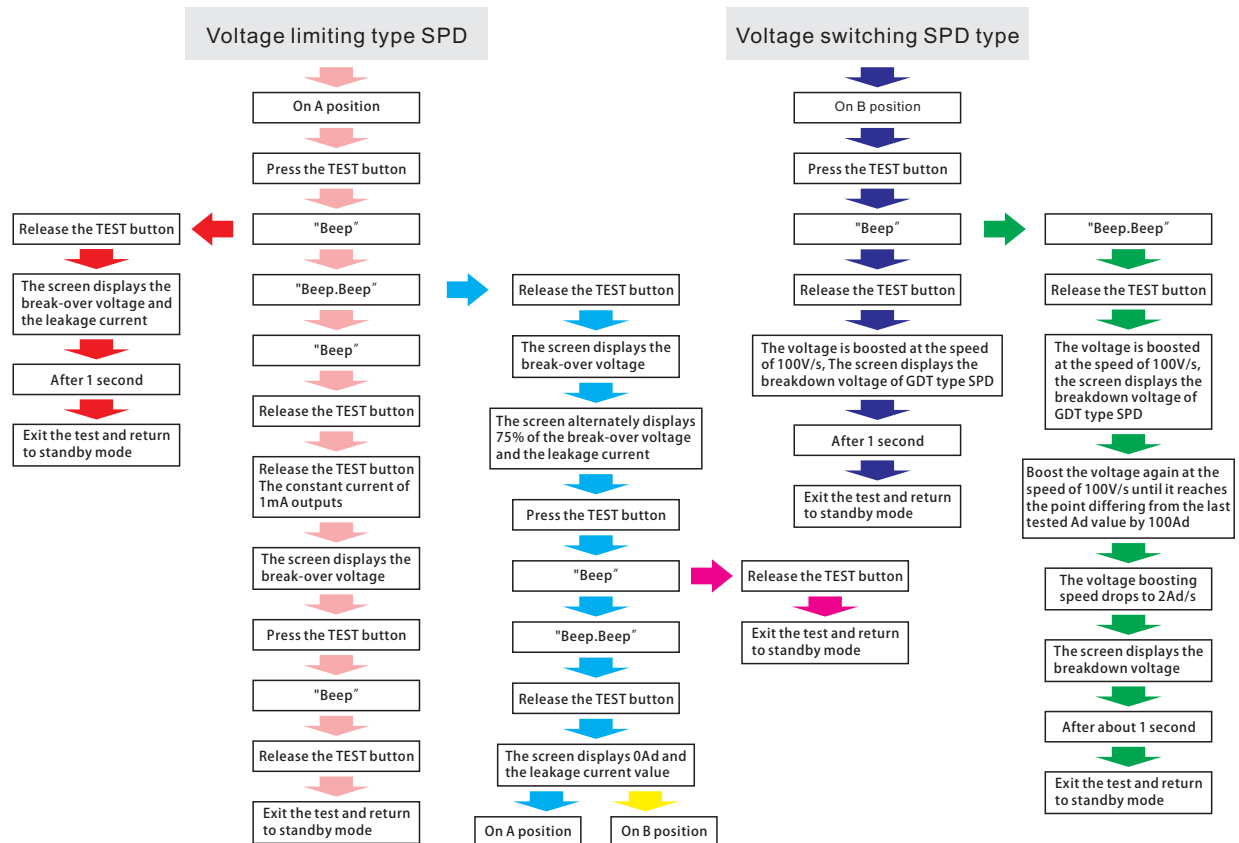 Voltage limiting type SPD
On A position
Press the TEST button
"Beep"
"Beep.Beep"
"Beep"
Release the TEST button
Release the TEST button
The constant current of
1mA outputs
The screen displays the
break-over voltage
Press the TEST button
"Beep"
Release the TEST button
Exit the test and return
to standby mode
Release the TEST button
The screen displays the
break-over voltage and
the leakage current
After 1 second
Exit the test and return
to standby mode
Release the TEST button
The screen displays the
break-over voltage
The screen alternately displays
75% of the break-over voltage
and the leakage current
Press the TEST button
"Beep"
"Beep.Beep"
Release the TEST button
The screen displays 0Ad and
the leakage current value
On A position
On B position
Release the TEST button
Exit the test and return
to standby mode
Voltage switching SPD type
On B position
Press the TEST button
"Beep"
Release the TEST button
The voltage is boosted at the speed
of 100V/s, The screen displays the
breakdown voltage of GDT type SPD
After 1 second
Exit the test and return
to standby mode
"Beep.Beep"
Release the TEST button
The voltage is boosted
at the speed of 100V/s,
the screen displays the
breakdown voltage of
GDT type SPD
Boost the voltage again at the
speed of 100V/s until it reaches
the point differing from the last
tested Ad value by 100Ad
The voltage boosting
speed drops to 2Ad/s
The screen displays the
breakdown voltage
After about 1 second
Exit the test and return
to standby mode